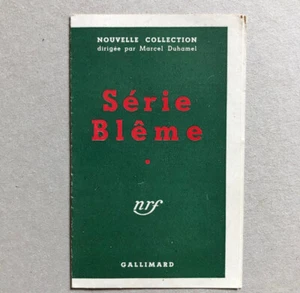 NOUVELLE COLLECTION
dirigée par Marcel Duhamel
Série
Blême
nrf
GALLIMARD